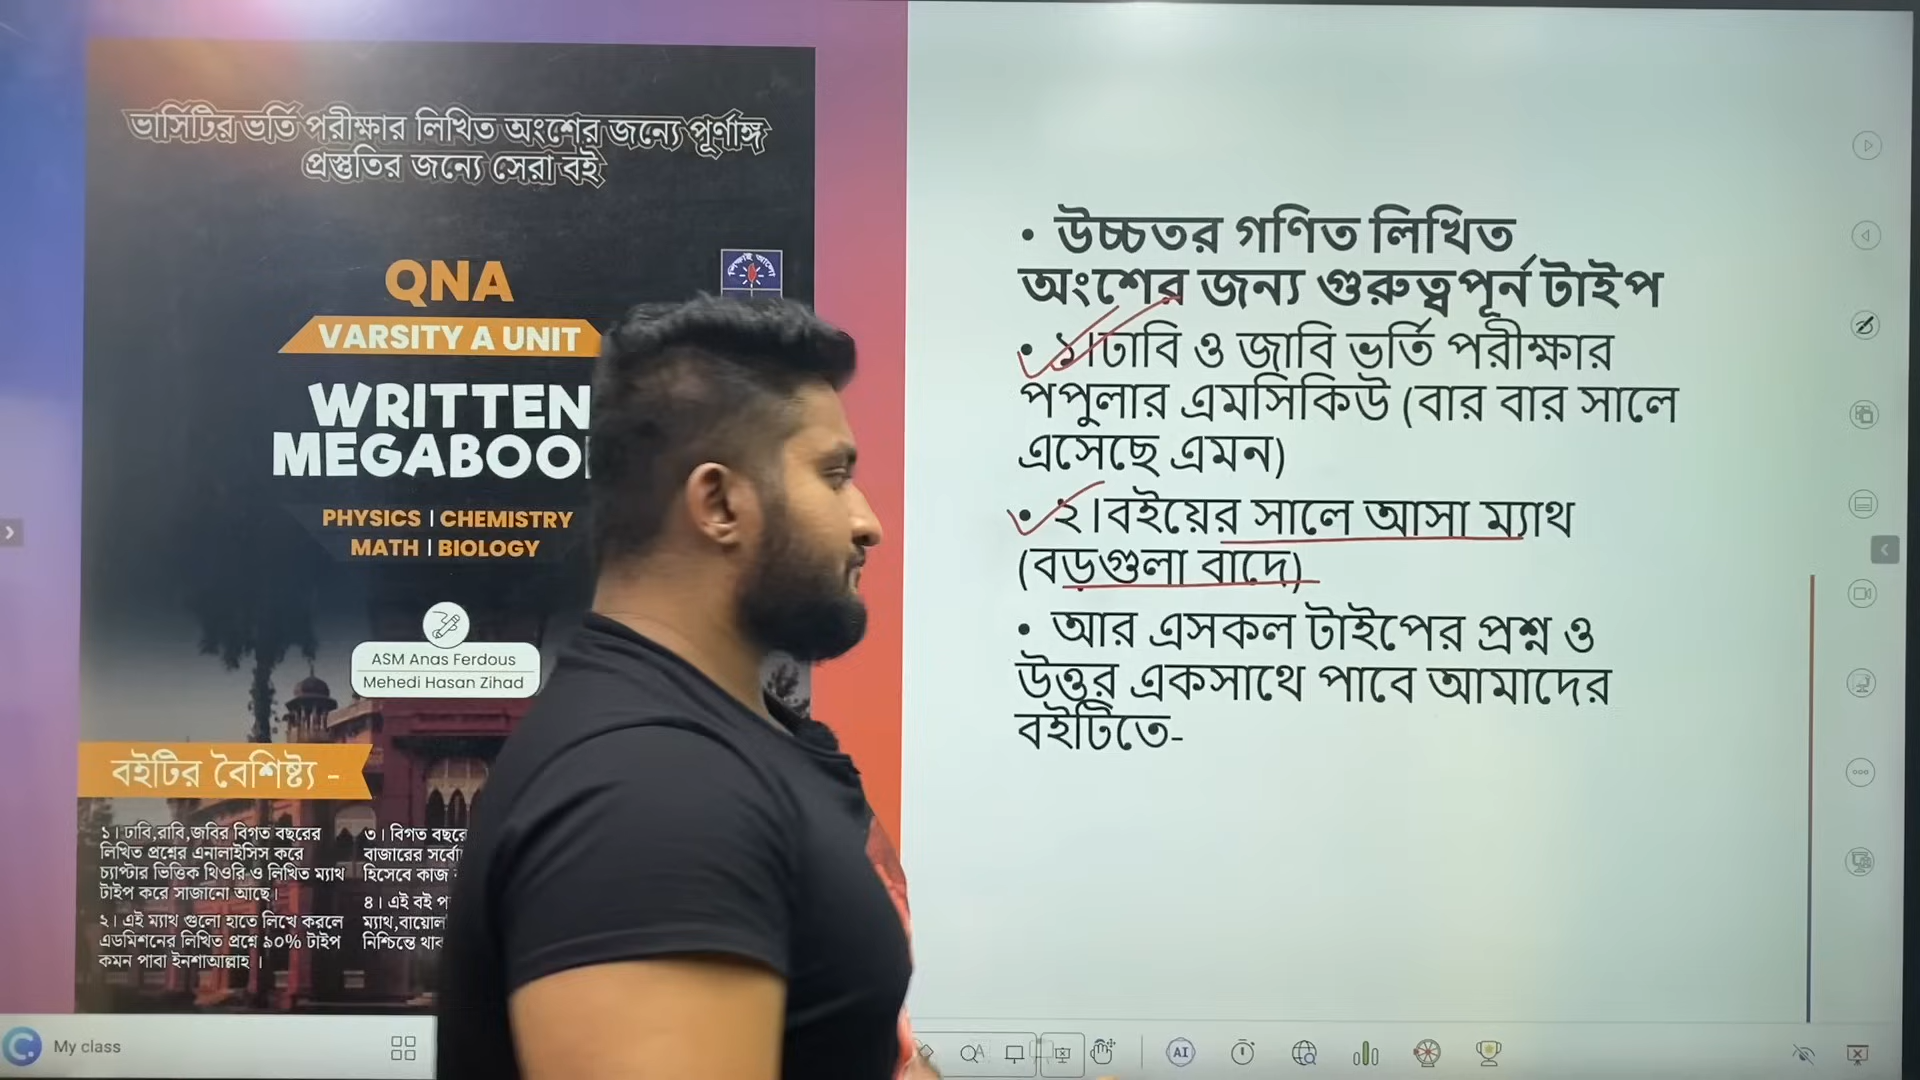 ভার্সিটির ভর্তি পরীক্ষার লিখিত অংশের জন্যে পূর্ণাঙ্গ
প্রস্তুতির জন্যে সেরা বই
QNA
VARSITY A UNIT
WRITTEN
MEGABOO
PHYSICS | CHEMISTRY
MATH | BIOLOGY
ASM Anas Ferdous
Mehedi Hasan Zihad
বইটির বৈশিষ্ট্য -
১। ঢাবি,রাবি,জবির বিগত বছরের
লিখিত প্রশ্নের এনালাইসিস করে
চ্যাপ্টার ভিত্তিক থিওরি ও লিখিত ম্যাথ
টাইপ করে সাজানো আছে।
২। এই ম্যাথ গুলো হাতে লিখে করলে
এডমিশনের লিখিত প্রশ্নে ৯০% টাইপ
কমন পাবা ইনশাআল্লাহ ।
৩। বিগত বছরে
বাজারের সর্বো
হিসেবে কাজ
৪। এই বই প
ম্যাথ,বায়োল
নিশ্চিন্তে থাক
• উচ্চতর গণিত লিখিত
অংশের জন্য গুরুত্বপূর্ন টাইপ
• ১।ঢাবি ও জাবি ভর্তি পরীক্ষার
পপুলার এমসিকিউ (বার বার সালে
এসেছে এমন)
• ২।বইয়ের সালে আসা ম্যাথ
(বড়গুলা বাদে)
• আর এসকল টাইপের প্রশ্ন ও
উত্তর একসাথে পাবে আমাদের
বইটিতে-
My class
AI